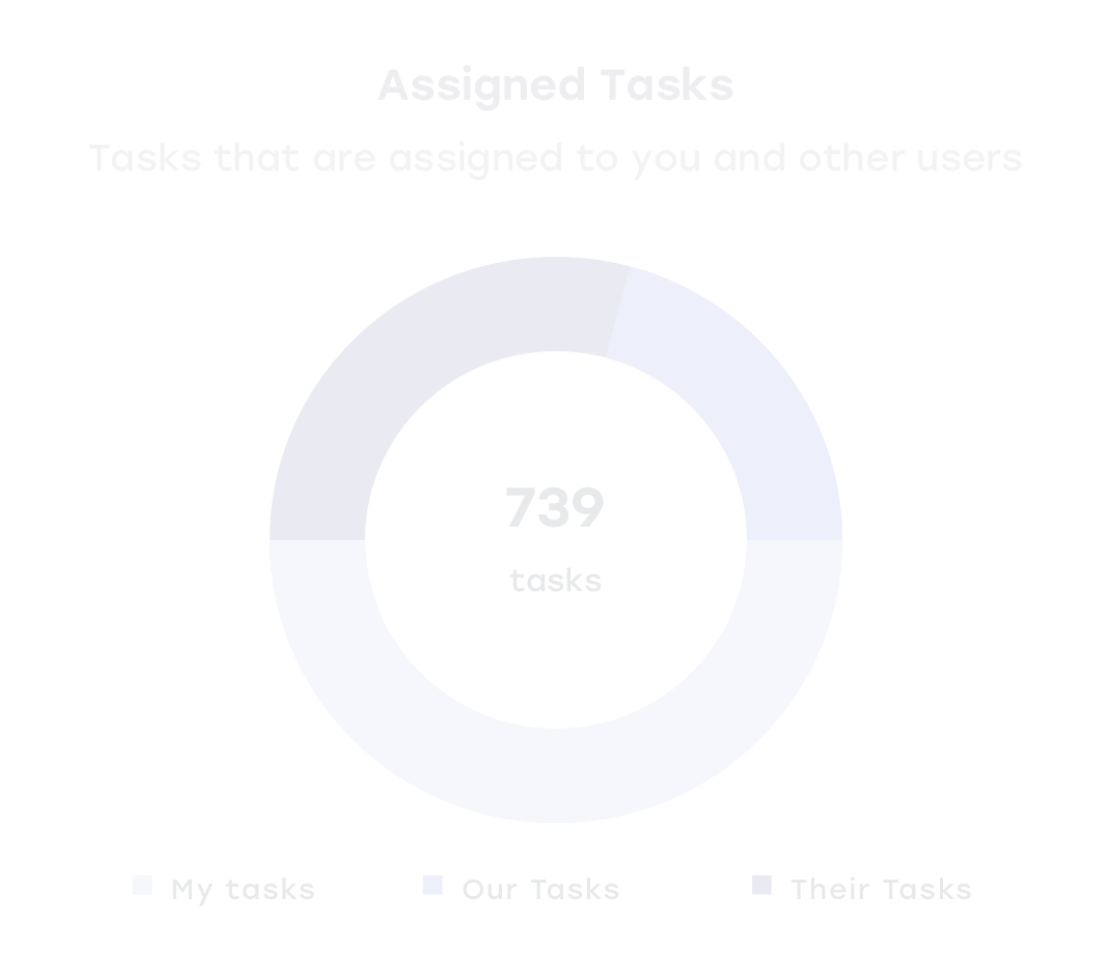 Assigned Tasks
Tasks that are assigned to you and other users
739
tasks
My tasks
Our Tasks
Their Tasks